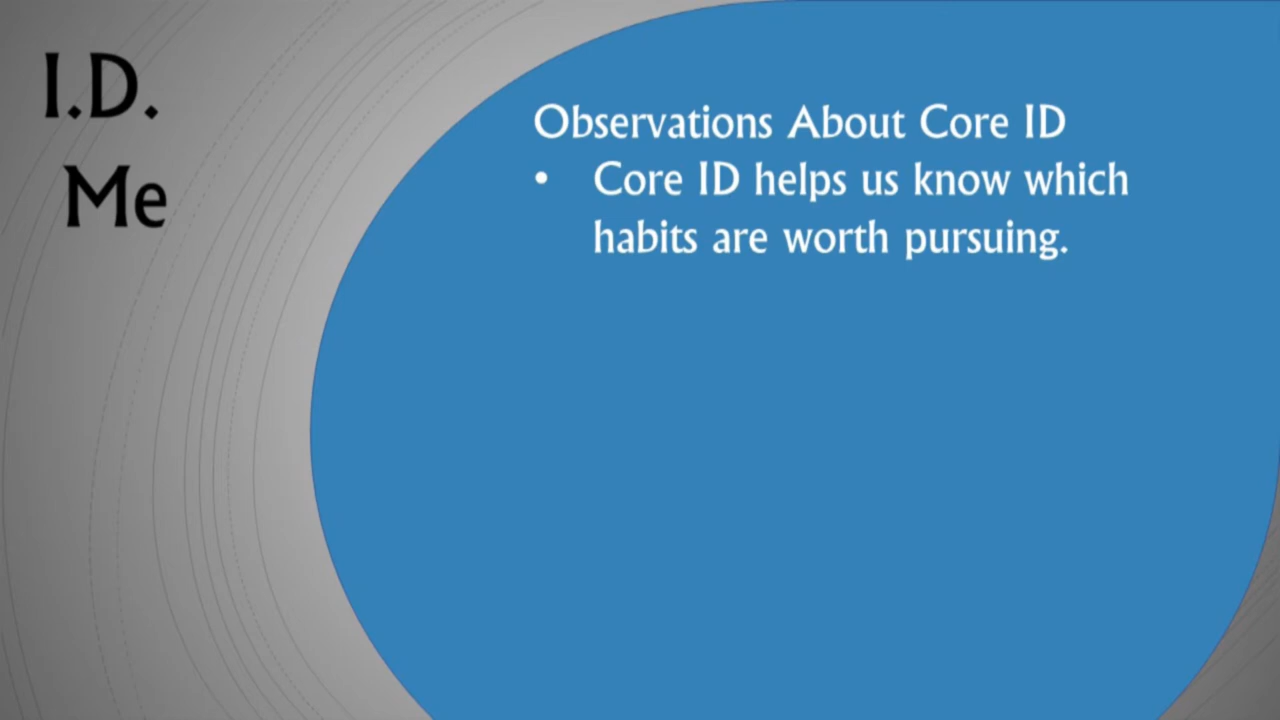 I.D.
Me
Observations About Core ID
• Core ID helps us know which
habits are worth pursuing.